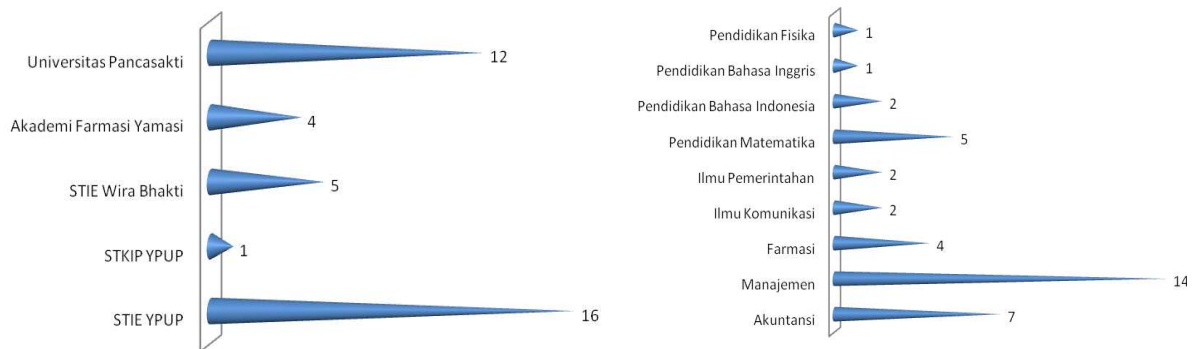 Universitas Pancasakti
12
Akademi Farmasi Yamasi
4
STIE Wira Bhakti
5
STKIP YPUP
1
STIE YPUP
16
Pendidikan Fisika
1
Pendidikan Bahasa Inggris
1
Pendidikan Bahasa Indonesia
2
Pendidikan Matematika
5
Ilmu Pemerintahan
2
Ilmu Komunikasi
2
Farmasi
4
Manajemen
14
Akuntansi
7